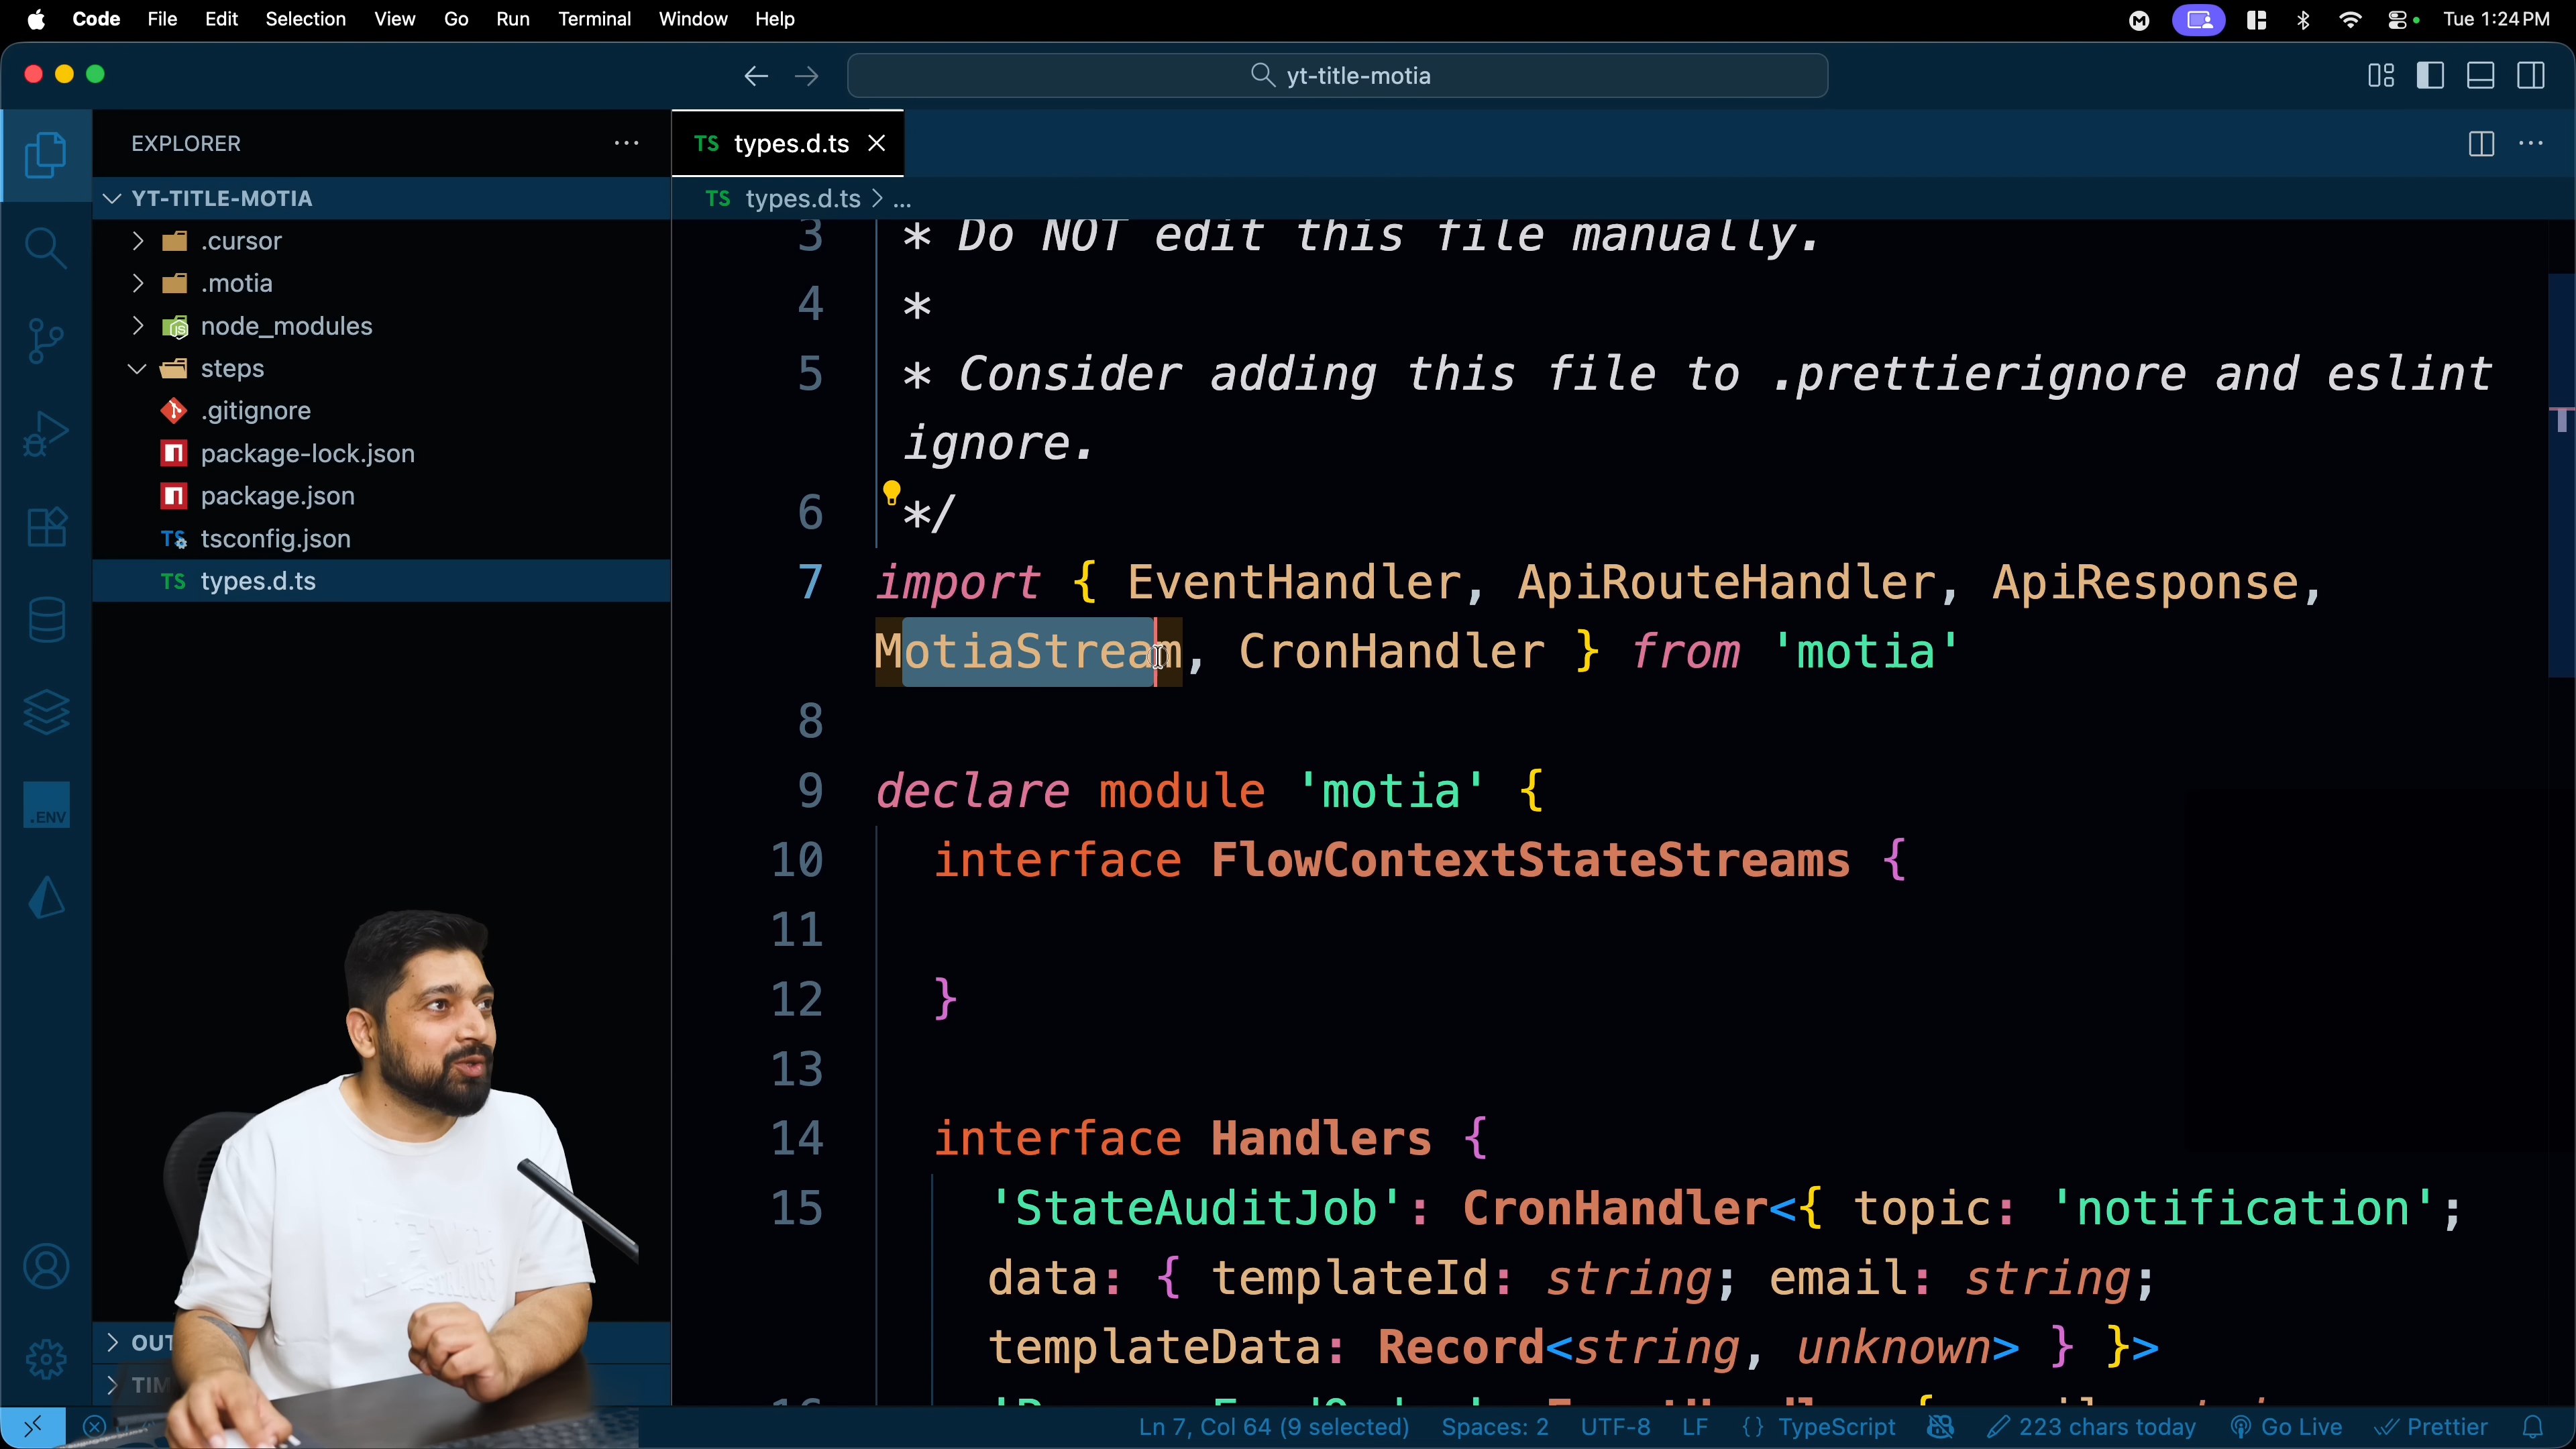 Code File Edit Selection View Go Run Terminal Window Help
Tue 1:24 PM
yt-title-motia
EXPLORER
YT-TITLE-MOTIA
.cursor
.motia
node_modules
steps
.gitignore
package-lock.json
package.json
TS tsconfig.json
TS types.d.ts
.ENV
TS types.d.ts
TS types.d.ts > ...
3 * Do NOT edit this file manually.
4 *
5 * Consider adding this file to .prettierignore and eslint
ignore.
6 */
7 import { EventHandler, ApiRouteHandler, ApiResponse,
MotiaStream, CronHandler } from 'motia'
8
9 declare module 'motia' {
10 interface FlowContextStateStreams {
11
12 }
13
14 interface Handlers {
15 'StateAuditJob': CronHandler<{ topic: 'notification';
data: { templateId: string; email: string;
templateData: Record<string, unknown> } }>
Ln 7, Col 64 (9 selected) Spaces: 2 UTF-8 LF {} TypeScript 223 chars today Go Live Prettier